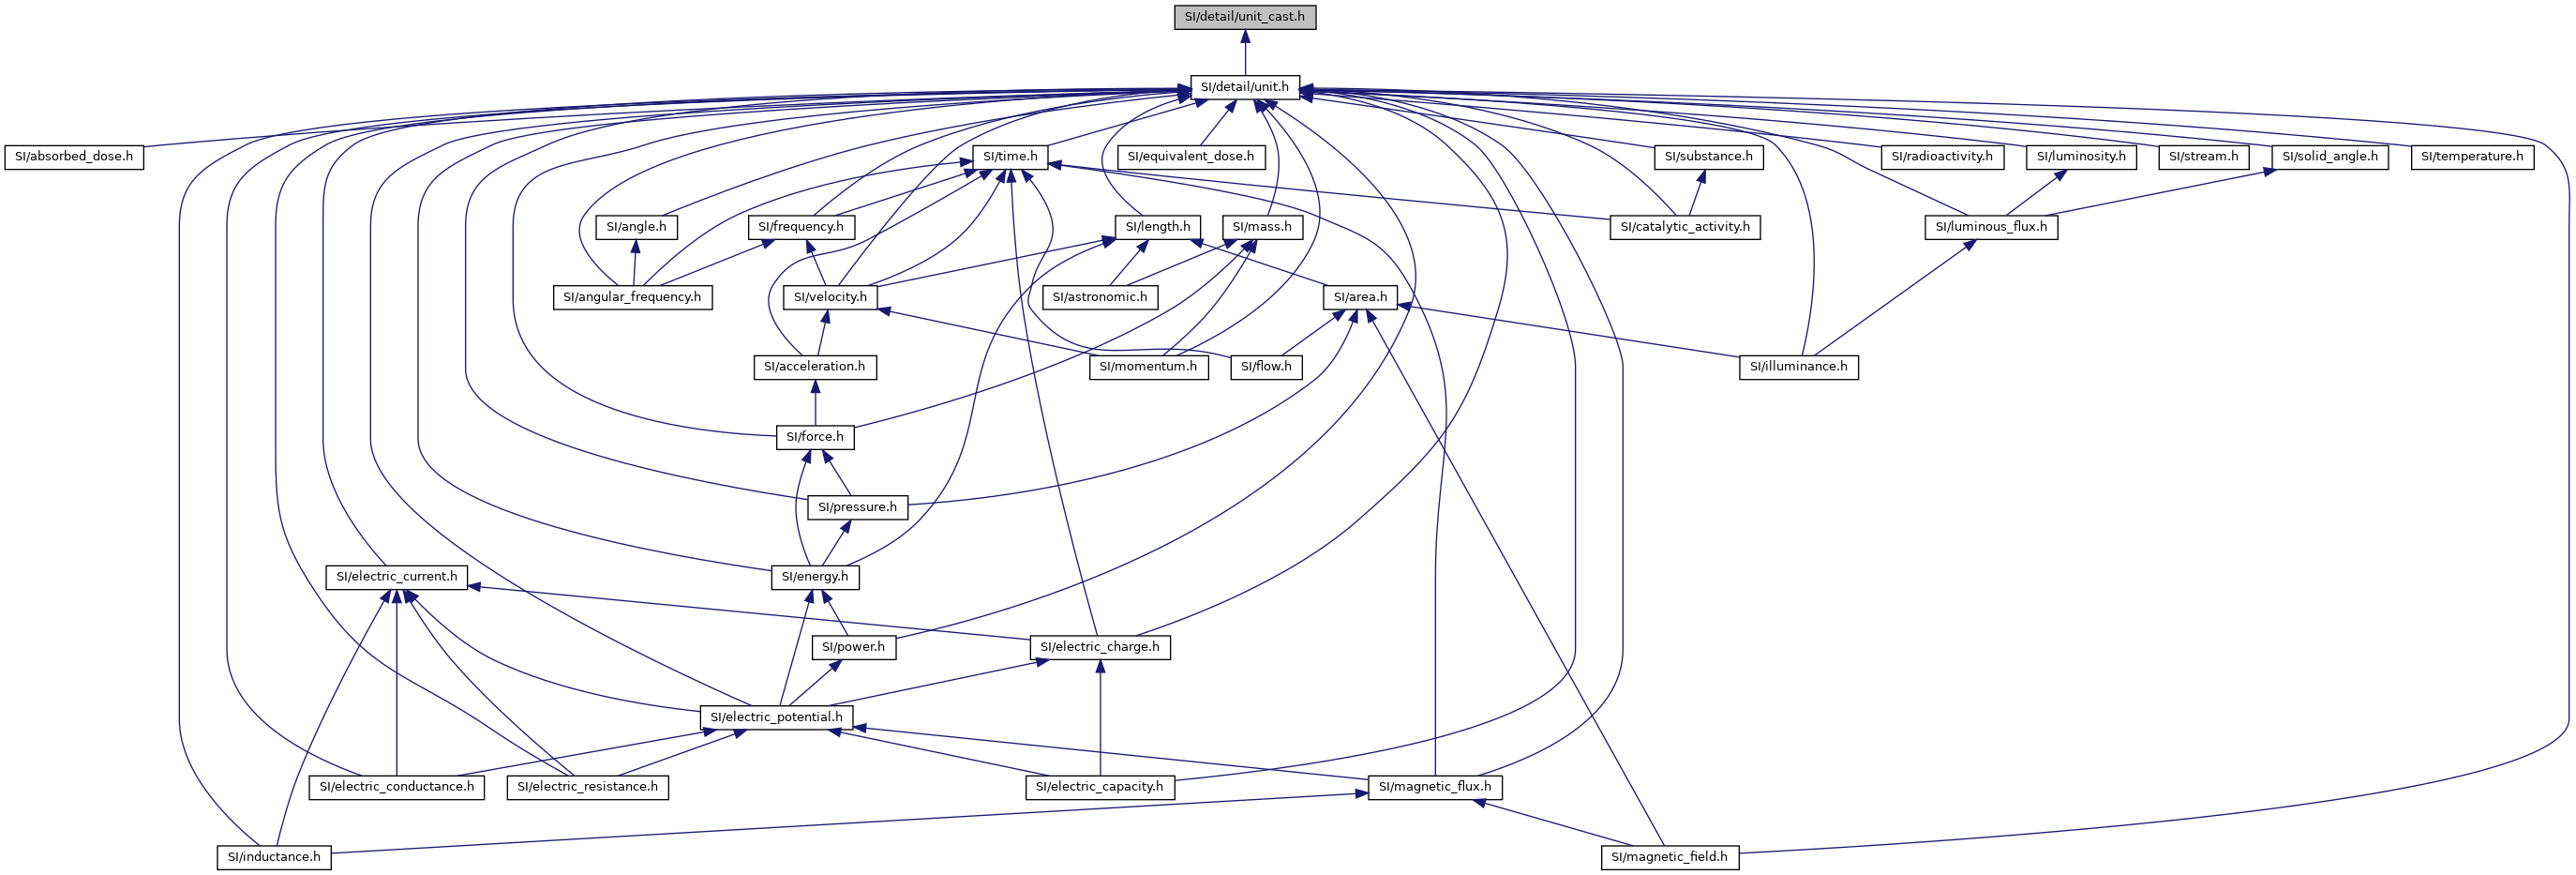 SI/detail/unit_cast.h
SI/detail/unit.h
SI/absorbed_dose.h
SI/time.h
SI/equivalent_dose.h
SI/substance.h
SI/radioactivity.h
SI/luminosity.h
SI/stream.h
SI/solid_angle.h
SI/temperature.h
SI/angle.h
SI/frequency.h
SI/length.h
SI/mass.h
SI/catalytic_activity.h
SI/luminous_flux.h
SI/angular_frequency.h
SI/velocity.h
SI/astronomic.h
SI/area.h
SI/acceleration.h
SI/momentum.h
SI/flow.h
SI/illuminance.h
SI/force.h
SI/pressure.h
SI/electric_current.h
SI/energy.h
SI/power.h
SI/electric_charge.h
SI/electric_potential.h
SI/electric_conductance.h
SI/electric_resistance.h
SI/electric_capacity.h
SI/magnetic_flux.h
SI/inductance.h
SI/magnetic_field.h